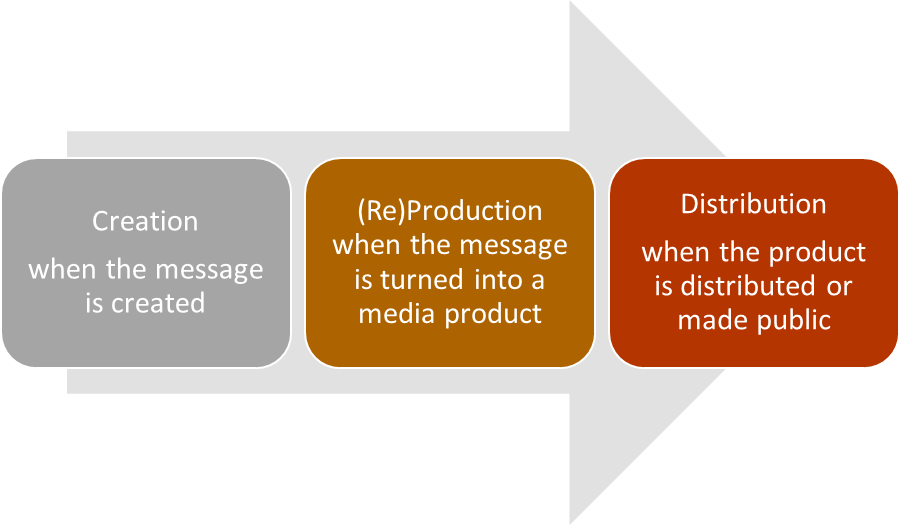 Creation
when the message
is created
(Re)Production
when the message
is turned into a
media product
Distribution
when the product
is distributed or
made public